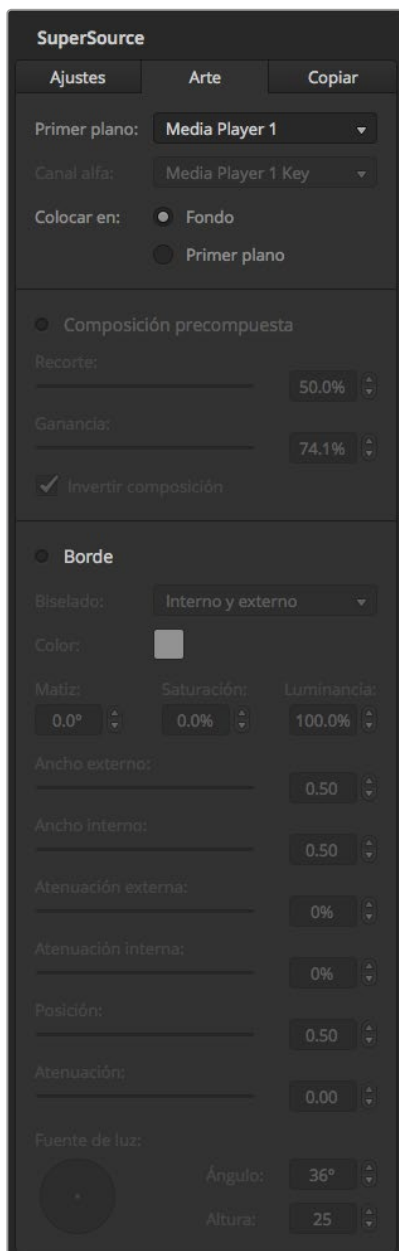 SuperSource
Ajustes Arte Copiar
Primer plano: Media Player 1
Canal alfa: Media Player 1 Key
Colocar en: Fondo
Primer plano
Composición precompuesta
Recorte:
50.0%
Ganancia:
74.1%
Invertir composición
Borde
Biselado: Interno y externo
Color:
Matiz: Saturación: Luminancia:
0.0° 0.0% 100.0%
Ancho externo:
0.50
Ancho interno:
0.50
Atenuación externa:
0%
Atenuación interna:
0%
Posición:
0.50
Atenuación:
0.00
Fuente de luz:
Ángulo: 36°
Altura: 25